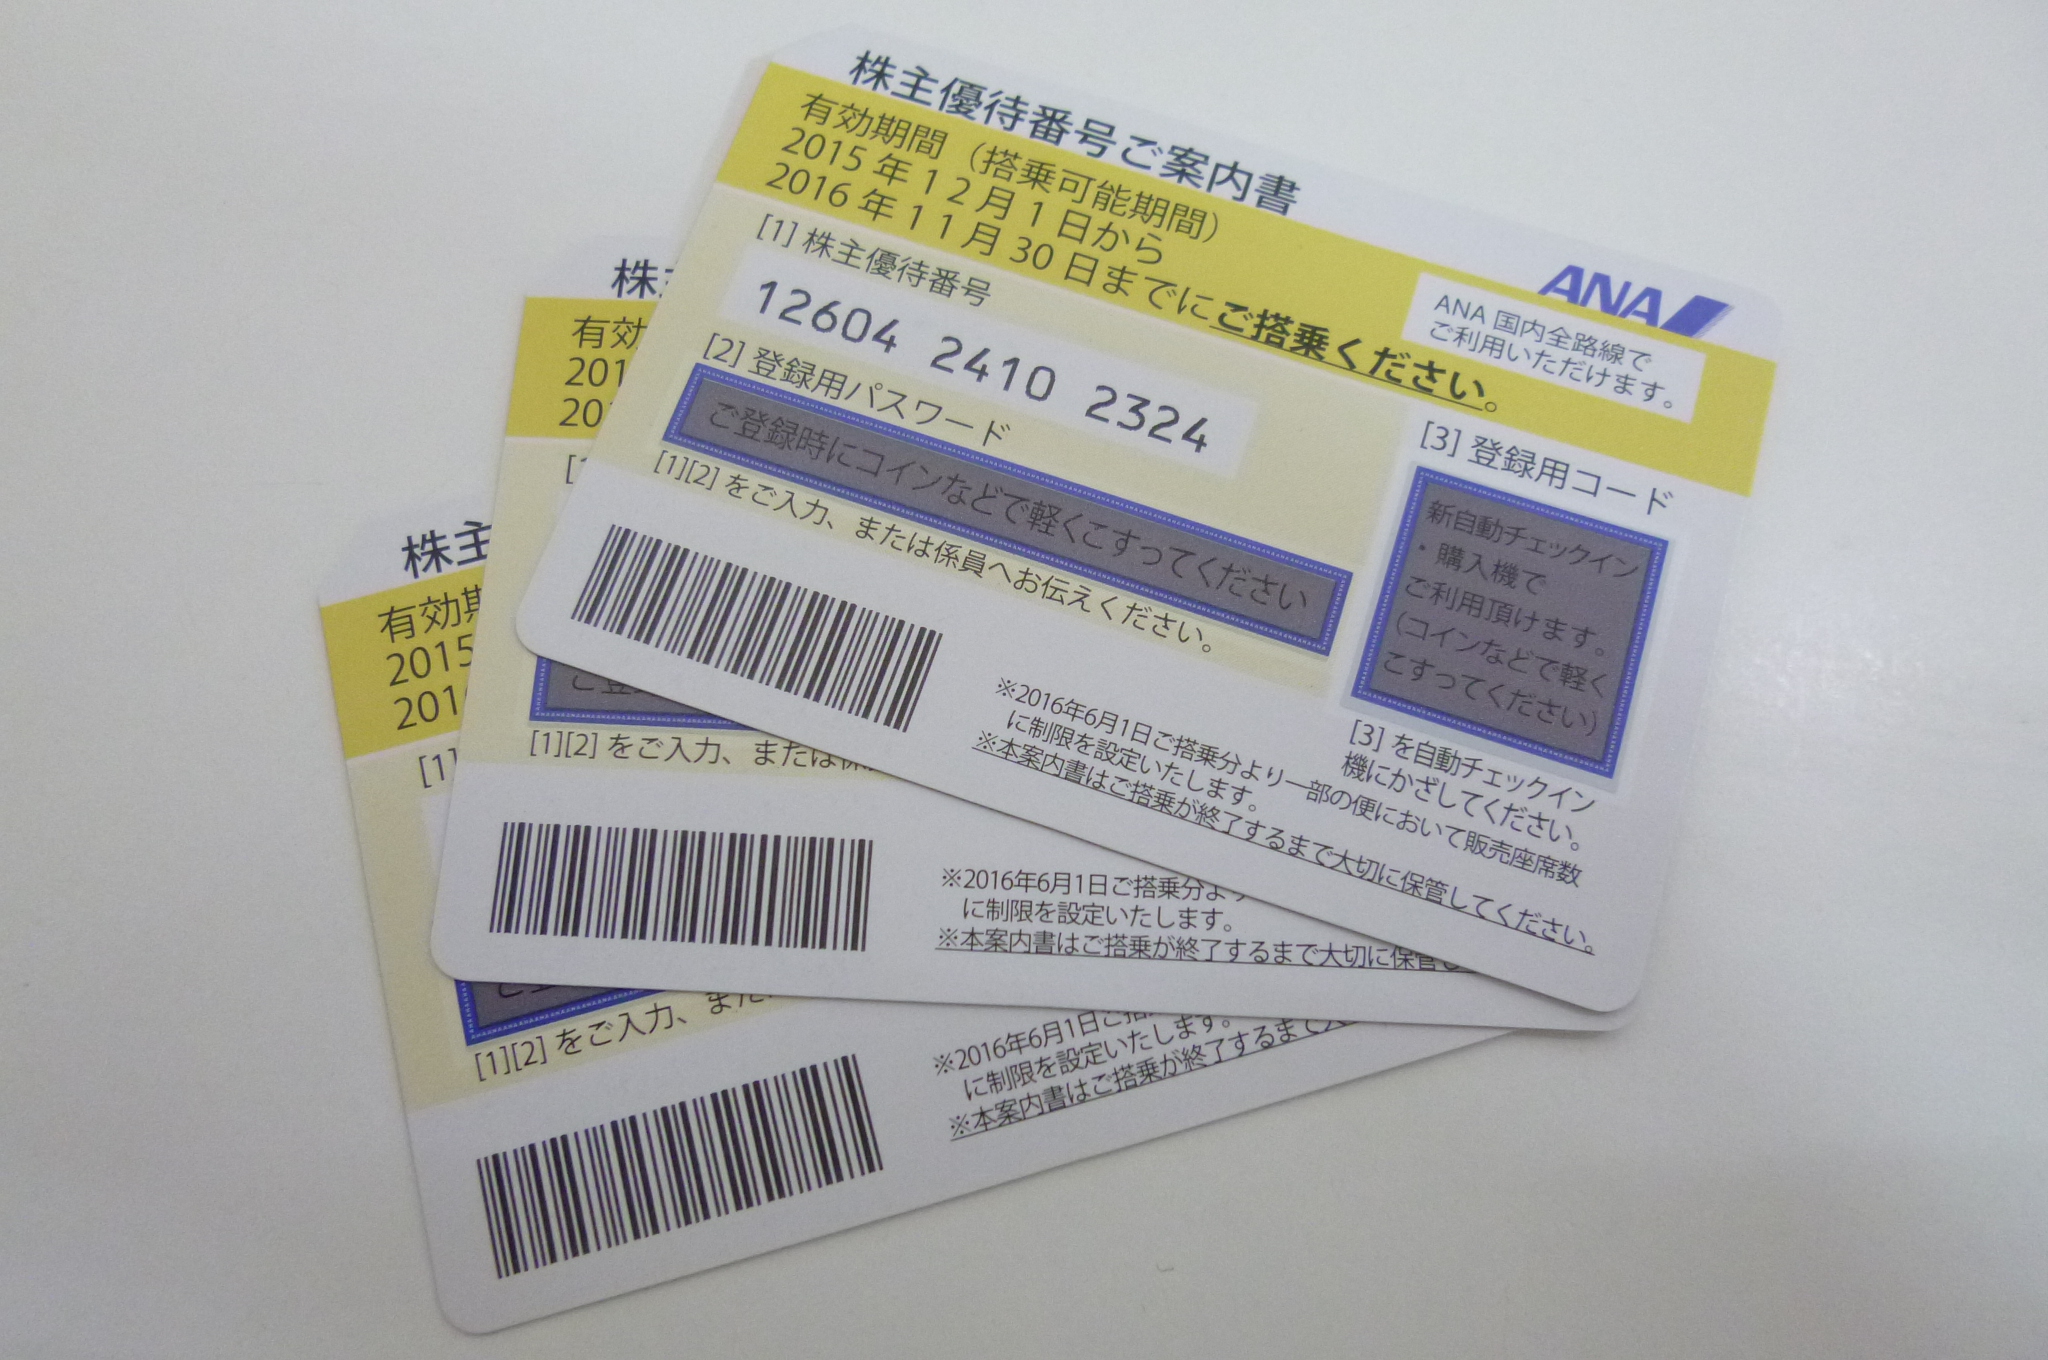 株主優待番号ご案内書
有効期間（搭乗可能期間）
2015年12月1日から
2016年11月30日までにご搭乗ください。
ANA
ANA 国内全路線で
ご利用いただけます。
[1] 株主優待番号
12604 2410 2324
[2] 登録用パスワード
ご登録時にコインなどで軽くこすってください
[1][2] をご入力、または係員へお伝えください。
[3] 登録用コード
新自動チェックイン
・購入機で
ご利用頂けます。
（コインなどで軽く
こすってください）
[3] を自動チェックイン
機にかざしてください。
※2016年6月1日ご搭乗分より一部の便において販売座席数
に制限を設定いたします。
※本案内書はご搭乗が終了するまで大切に保管してください。
株主
有効
201
201
[1][2] をご入力、または係
※2016年6月1日ご搭乗分よ
に制限を設定いたします。
※本案内書はご搭乗が終了するまで大切に保管し
株主
有効期
2015
201
[1]
[1][2] をご入力、また
※2016年6月1日ご搭
に制限を設定いたします。
※本案内書はご搭乗が終了するまで大